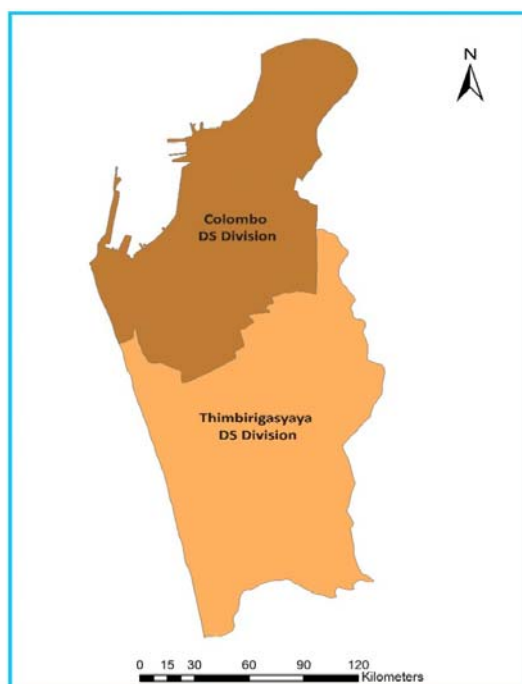 N
Colombo
DS Division
Thimbirigasyaya
DS Division
0 15 30 60 90 120
Kilometers